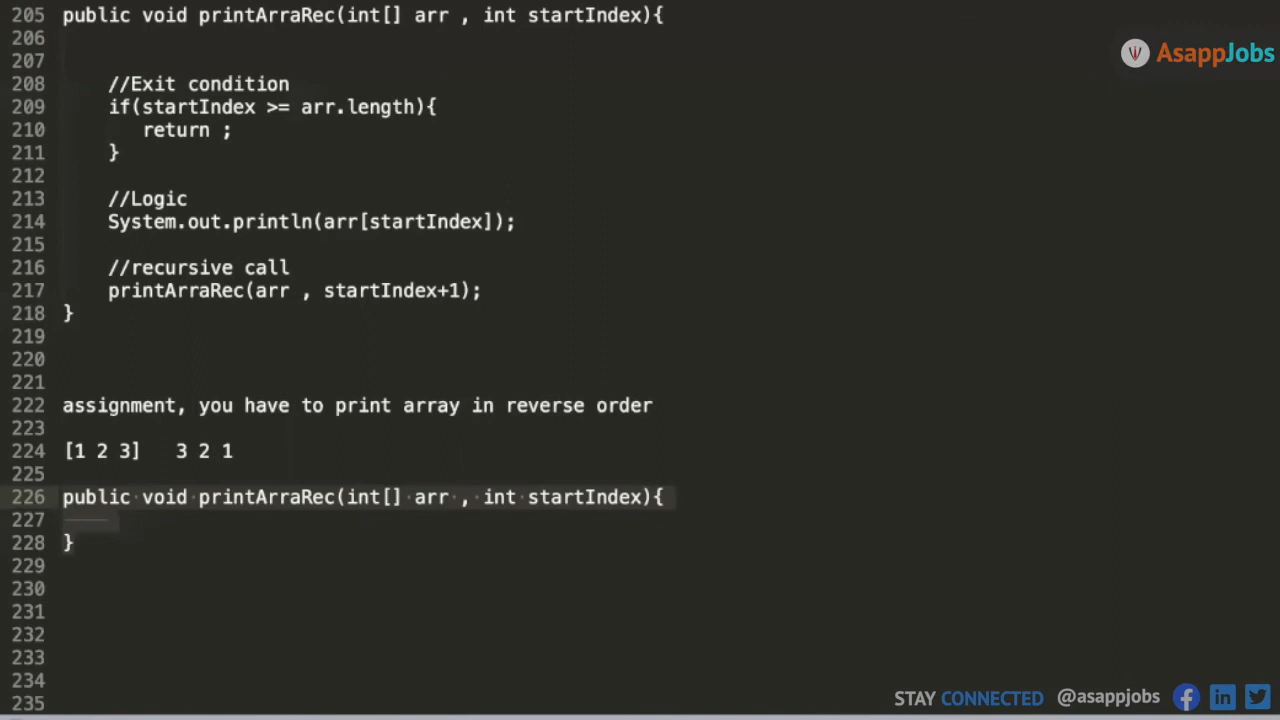 205 public void printArraRec(int[] arr , int startIndex){
206
207
AsappJobs
208 //Exit condition
209 if(startIndex >= arr.length){
210 return ;
211 }
212
213 //Logic
214 System.out.println(arr[startIndex]);
215
216 //recursive call
217 printArraRec(arr , startIndex+1);
218 }
219
220
221
222 assignment, you have to print array in reverse order
223
224 [1 2 3] 3 2 1
225
226 public void printArraRec(int[] arr , int startIndex){
227
228 }
229
230
231
232
233
234
235
STAY CONNECTED @asappjobs